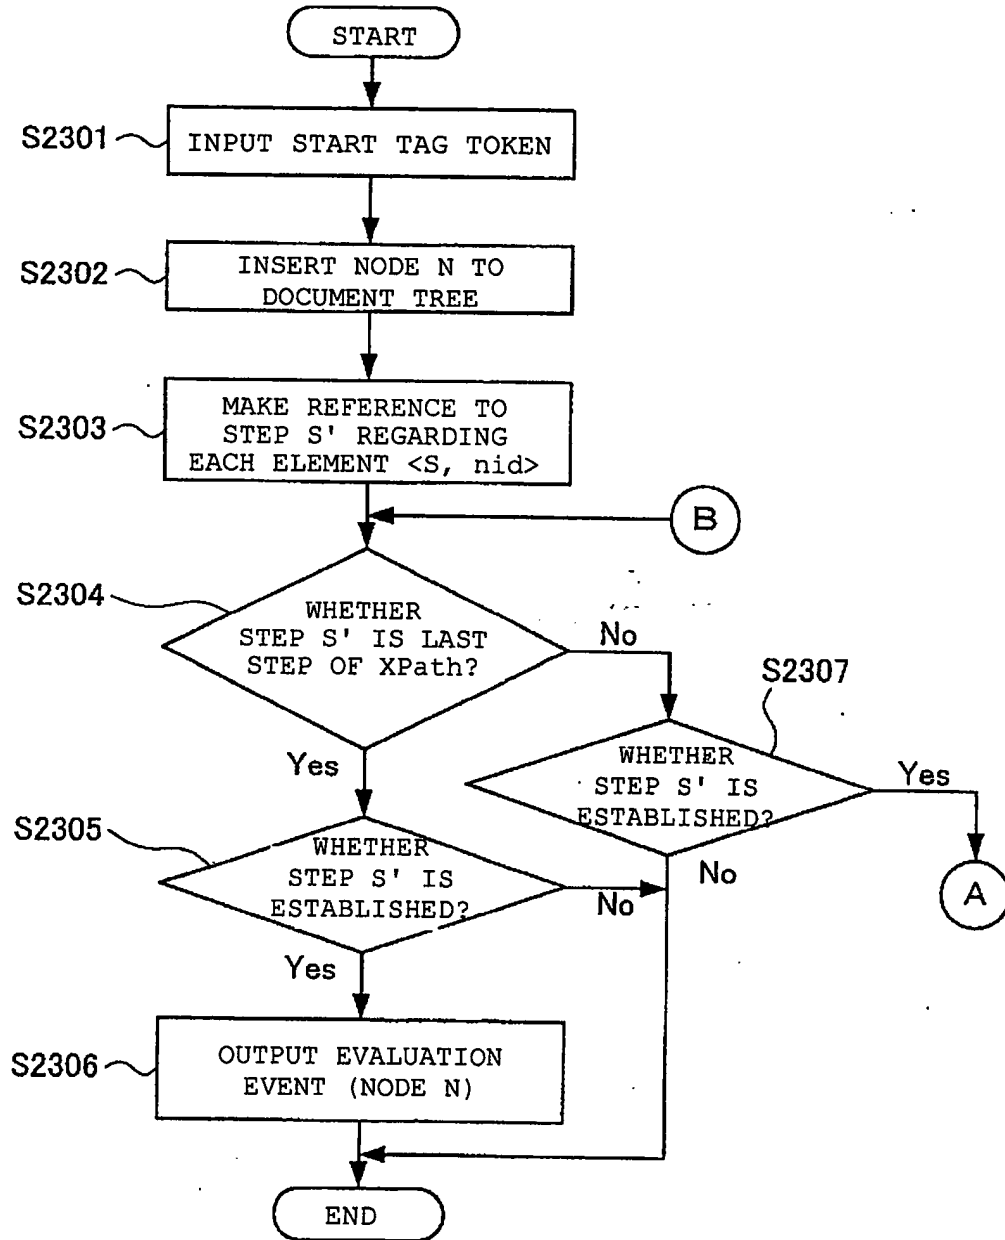 START
S2301
INPUT START TAG TOKEN
S2302
INSERT NODE N TO
DOCUMENT TREE
S2303
MAKE REFERENCE TO
STEP S' REGARDING
EACH ELEMENT <S, nid>
B
S2304
WHETHER
STEP S' IS LAST
STEP OF XPath?
No
Yes
S2307
WHETHER
STEP S' IS
ESTABLISHED?
Yes
No
A
S2305
WHETHER
STEP S' IS
ESTABLISHED?
No
Yes
S2306
OUTPUT EVALUATION
EVENT (NODE N)
END